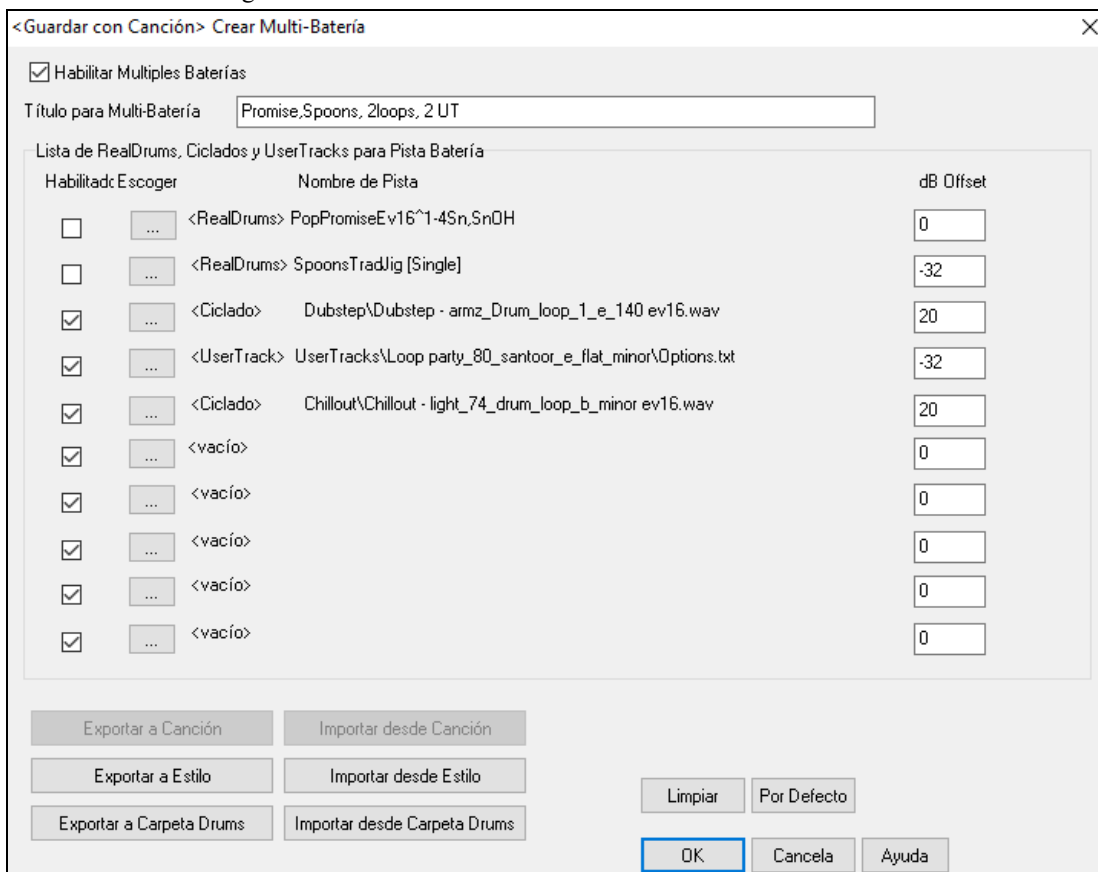 <Guardar con Canción> Crear Multi-Batería
Habilitar Multiples Baterías
Título para Multi-Batería Promise,Spoons, 2loops, 2 UT
Lista de RealDrums, Ciclados y UserTracks para Pista Batería
Habilitado Escoger Nombre de Pista dB Offset
... <RealDrums> PopPromiseEv16^1-4Sn,SnOH 0
... <RealDrums> SpoonsTradJig [Single] -32
... <Ciclado> Dubstep\Dubstep - armz_Drum_loop_1_e_140 ev16.wav 20
... <UserTrack> UserTracks\Loop party_80_santoor_e_flat_minor\Options.txt -32
... <Ciclado> Chillout\Chillout - light_74_drum_loop_b_minor ev16.wav 20
... <vacío> 0
... <vacío> 0
... <vacío> 0
... <vacío> 0
... <vacío> 0
Exportar a Canción Importar desde Canción
Exportar a Estilo Importar desde Estilo
Limpiar Por Defecto
Exportar a Carpeta Drums Importar desde Carpeta Drums
OK Cancela Ayuda